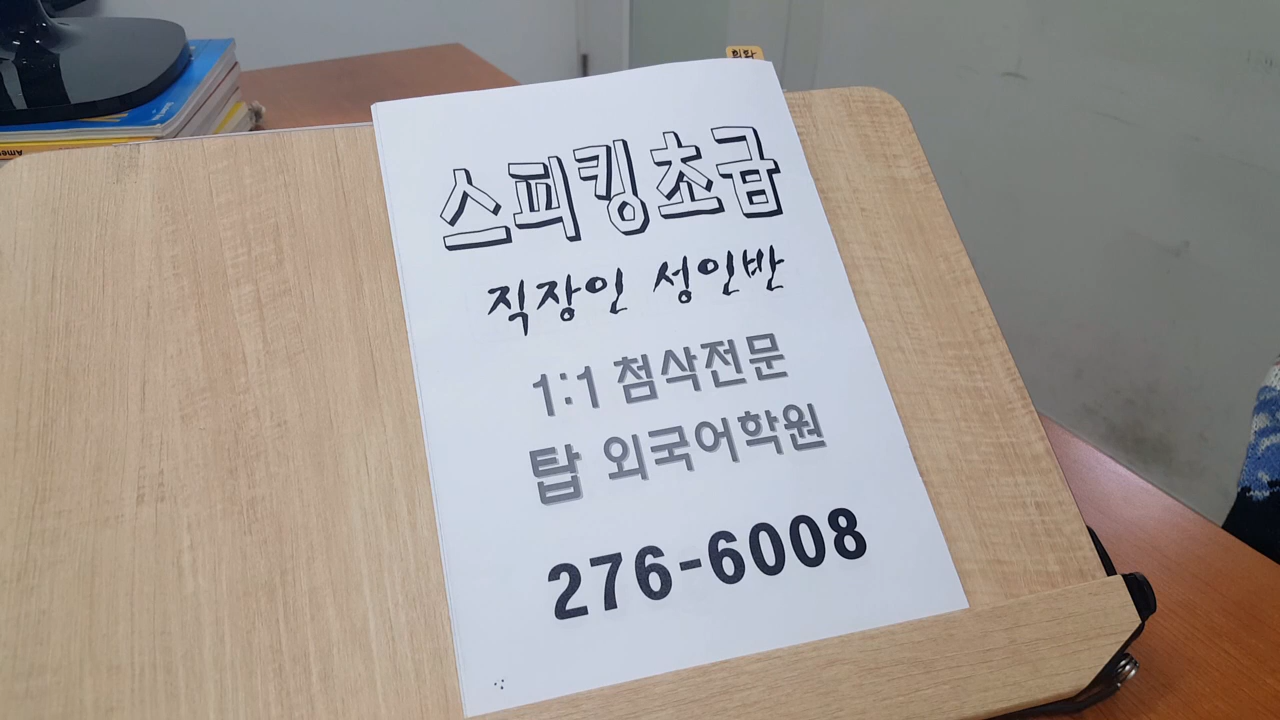 스피킹초급
직장인 성인반
1:1 첨삭전문
탑 외국어학원
276-6008